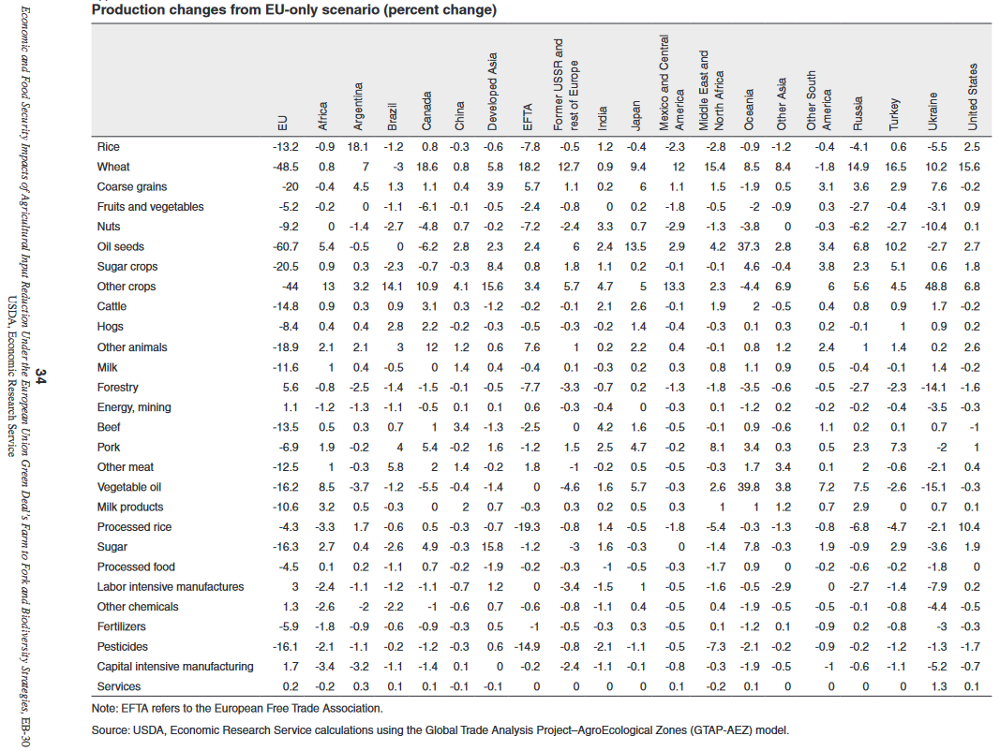 Production changes from EU-only scenario (percent change)
EU Africa Argentina Brazil Canada China Developed Asia EFTA Former USSR and rest of Europe India Japan Mexico and Central America Middle East and North Africa Oceania Other Asia Other South America Russia Turkey Ukraine United States
Rice -13.2 -0.9 18.1 -1.2 0.8 -0.3 -0.6 -7.8 -0.5 1.2 -0.4 -2.3 -2.8 -0.9 -1.2 -0.4 -4.1 0.6 -5.5 2.5
Wheat -48.5 0.8 7 -3 18.6 0.8 5.8 18.2 12.7 0.9 9.4 12 15.4 8.5 8.4 -1.8 14.9 16.5 10.2 15.6
Coarse grains -20 -0.4 4.5 1.3 1.1 0.4 3.9 5.7 1.1 0.2 6 1.1 1.5 -1.9 0.5 3.1 3.6 2.9 7.6 -0.2
Fruits and vegetables -5.2 -0.2 0 -1.1 -6.1 -0.1 -0.5 -2.4 -0.8 0 0.2 -1.8 -0.5 -2 -0.9 0.3 -2.7 -0.4 -3.1 0.9
Nuts -9.2 0 -1.4 -2.7 -4.8 0.7 -0.2 -7.2 -2.4 3.3 0.7 -2.9 -1.3 -3.8 0 -0.3 -6.2 -2.7 -10.4 0.1
Oil seeds -60.7 5.4 -0.5 0 -6.2 2.8 2.3 2.4 6 2.4 13.5 2.9 4.2 37.3 2.8 3.4 6.8 10.2 -2.7 2.7
Sugar crops -20.5 0.9 0.3 -2.3 -0.7 -0.3 8.4 0.8 1.8 1.1 0.2 -0.1 -0.1 4.6 -0.4 3.8 2.3 5.1 0.6 1.8
Other crops -44 13 3.2 14.1 10.9 4.1 15.6 3.4 5.7 4.7 5 13.3 2.3 -4.4 6.9 6 5.6 4.5 48.8 6.8
Cattle -14.8 0.9 0.3 0.9 3.1 0.3 -1.2 -0.2 -0.1 2.1 2.6 -0.1 1.9 2 -0.5 0.4 0.8 0.9 1.7 -0.2
Hogs -8.4 0.4 0.4 2.8 2.2 -0.2 -0.3 -0.5 -0.3 -0.2 1.4 -0.4 -0.3 0.1 0.3 0.2 -0.1 1 0.9 0.2
Other animals -18.9 2.1 2.1 3 12 1.2 0.6 7.6 1 0.2 2.2 0.4 -0.1 0.8 1.2 2.4 1 1.4 0.2 2.6
Milk -11.6 1 0.4 -0.5 0 1.4 0.4 -0.4 0.1 -0.3 0.2 0.3 0.8 1.1 0.9 0.5 -0.4 -0.1 1.4 -0.2
Forestry 5.6 -0.8 -2.5 -1.4 -1.5 -0.1 -0.5 -7.7 -3.3 -0.7 0.2 -1.3 -1.8 -3.5 -0.6 -0.5 -2.7 -2.3 -14.1 -1.6
Energy, mining 1.1 -1.2 -1.3 -1.1 -0.5 0.1 0.1 0.6 -0.3 -0.4 0 -0.3 0.1 -1.2 0.2 -0.2 -0.2 -0.4 -3.5 -0.3
Beef -13.5 0.5 0.3 0.7 1 3.4 -1.3 -2.5 0 4.2 1.6 -0.5 -0.1 0.9 -0.6 1.1 0.2 0.1 0.7 -1
Pork -6.9 1.9 -0.2 4 5.4 -0.2 1.6 -1.2 1.5 2.5 4.7 -0.2 8.1 3.4 0.3 0.5 2.3 7.3 -2 1
Other meat -12.5 1 -0.3 5.8 2 1.4 -0.2 1.8 -1 -0.2 0.5 -0.5 -0.3 1.7 3.4 0.1 2 -0.6 -2.1 0.4
Vegetable oil -16.2 8.5 -3.7 -1.2 -5.5 -0.4 -1.4 0 -4.6 1.6 5.7 -0.3 2.6 39.8 3.8 7.2 7.5 -2.6 -15.1 -0.3
Milk products -10.6 3.2 0.5 -0.3 0 2 0.7 -0.3 0.3 0.2 0.5 0.3 1 1 1.2 0.7 2.9 0 0.7 0.1
Processed rice -4.3 -3.3 1.7 -0.6 0.5 -0.3 -0.7 -19.3 -0.8 1.4 -0.5 -1.8 -5.4 -0.3 -1.3 -0.8 -6.8 -4.7 -2.1 10.4
Sugar -16.3 2.7 0.4 -2.6 4.9 -0.3 15.8 -1.2 -3 1.6 -0.3 0 -1.4 7.8 -0.3 1.9 -0.9 2.9 -3.6 1.9
Processed food -4.5 0.1 0.2 -1.1 0.7 -0.2 -1.9 -0.2 -0.3 -1 -0.5 -0.3 -1.7 0.9 0 -0.2 -0.6 -0.2 -1.8 0
Labor intensive manufactures 3 -2.4 -1.1 -1.2 -1.1 -0.7 1.2 0 -3.4 -1.5 1 -0.5 -1.6 -0.5 -2.9 0 -2.7 -1.4 -7.9 0.2
Other chemicals 1.3 -2.6 -2 -2.2 -1 -0.6 0.7 -0.6 -0.8 -1.1 0.4 -0.5 0.4 -1.9 -0.5 -0.5 -0.1 -0.8 -4.4 -0.5
Fertilizers -5.9 -1.8 -0.9 -0.6 -0.9 -0.3 0.5 -1 -0.5 -0.3 0.3 -0.5 0.1 -1.2 0.1 -0.9 0.2 -0.8 -3 -0.3
Pesticides -16.1 -2.1 -1.1 -0.2 -1.2 -0.3 0.6 -14.9 -0.8 -2.1 -1.1 -0.5 -7.3 -2.1 -0.2 -0.9 -0.2 -1.2 -1.3 -1.7
Capital intensive manufacturing 1.7 -3.4 -3.2 -1.1 -1.4 0.1 0 -0.2 -2.4 -1.1 -0.1 -0.8 -0.3 -1.9 -0.5 -1 -0.6 -1.1 -5.2 -0.7
Services 0.2 -0.2 0.3 0.1 0.1 -0.1 -0.1 0 0 0 0 0.1 -0.2 0.1 0 0 0 0 1.3 0.1
Note: EFTA refers to the European Free Trade Association.
Source: USDA, Economic Research Service calculations using the Global Trade Analysis Project–AgroEcological Zones (GTAP-AEZ) model.
34
Economic and Food Security Impacts of Agricultural Input Reduction Under the European Union Green Deal's Farm to Fork and Biodiversity Strategies, EB-30
USDA, Economic Research Service